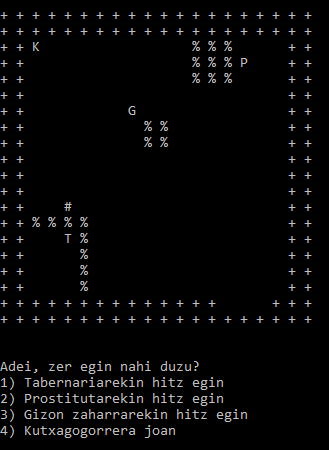 + + + + + + + + + + + + + + + + + + + +
+ + + + + + + + + + + + + + + + + + + +
+ + K                   % % %       + +
+ +                     % % % P     + +
+ +                     % % %       + +
+ +                                 + +
+ +             G                   + +
+ +               % %               + +
+ +               % %               + +
+ +                                 + +
+ +                                 + +
+ +                                 + +
+ +     #                           + +
+ + % % % %                         + +
+ +     T %                         + +
+ +       %                         + +
+ +       %                         + +
+ +       %                         + +
+ + + + + + + + + + + + + +       + + +
+ + + + + + + + + + + + + + + + + + + +
Adei, zer egin nahi duzu?
1) Tabernariarekin hitz egin
2) Prostitutarekin hitz egin
3) Gizon zaharrarekin hitz egin
4) Kutxagogorrera joan